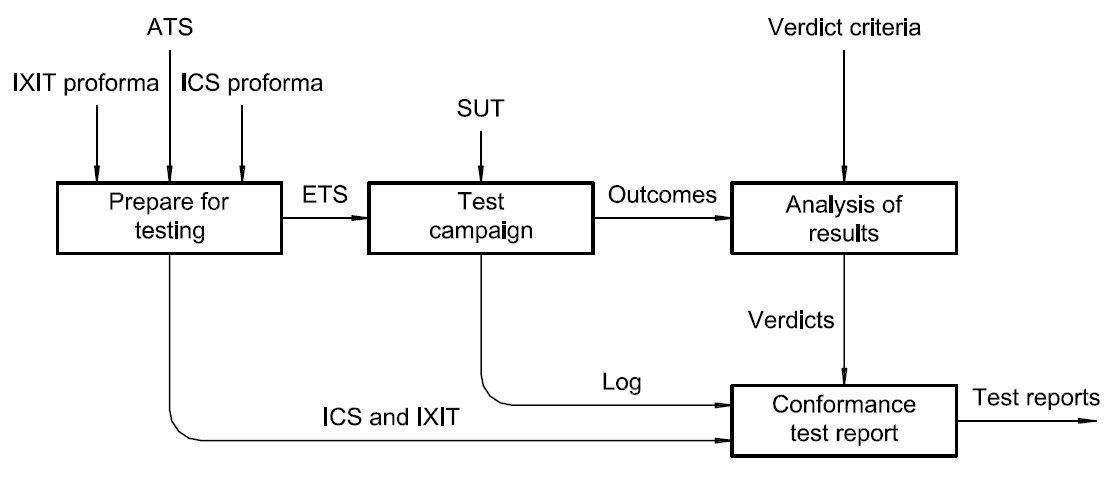 ATS
Verdict criteria
IXIT proforma
ICS proforma
SUT
Prepare for
testing
ETS
Test
campaign
Outcomes
Analysis of
results
Verdicts
Log
ICS and IXIT
Conformance
test report
Test reports